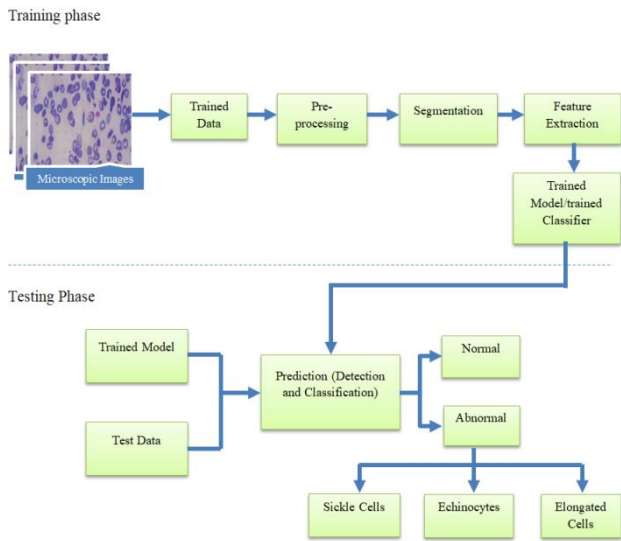 Training phase
Trained
Data
Pre-
processing
Segmentation
Feature
Extraction
Microscopic Images
Trained
Model/trained
Classifier
Testing Phase
Trained Model
Test Data
Prediction (Detection
and Classification)
Normal
Abnormal
Sickle Cells
Echinocytes
Elongated
Cells